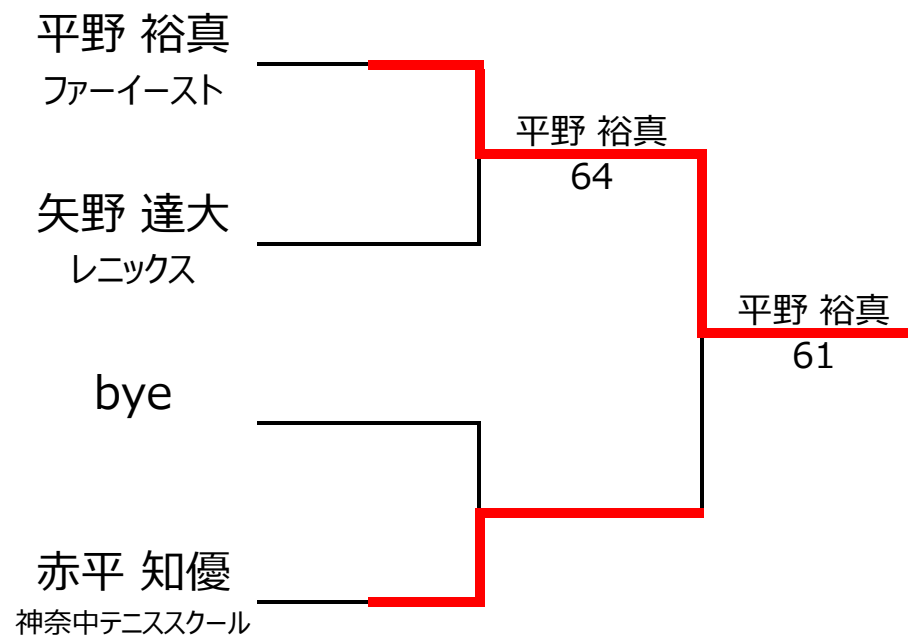 平野 裕真
ファーイースト
平野 裕真
64
矢野 達大
レニックス
平野 裕真
61
bye
赤平 知優
神奈中テニススクール